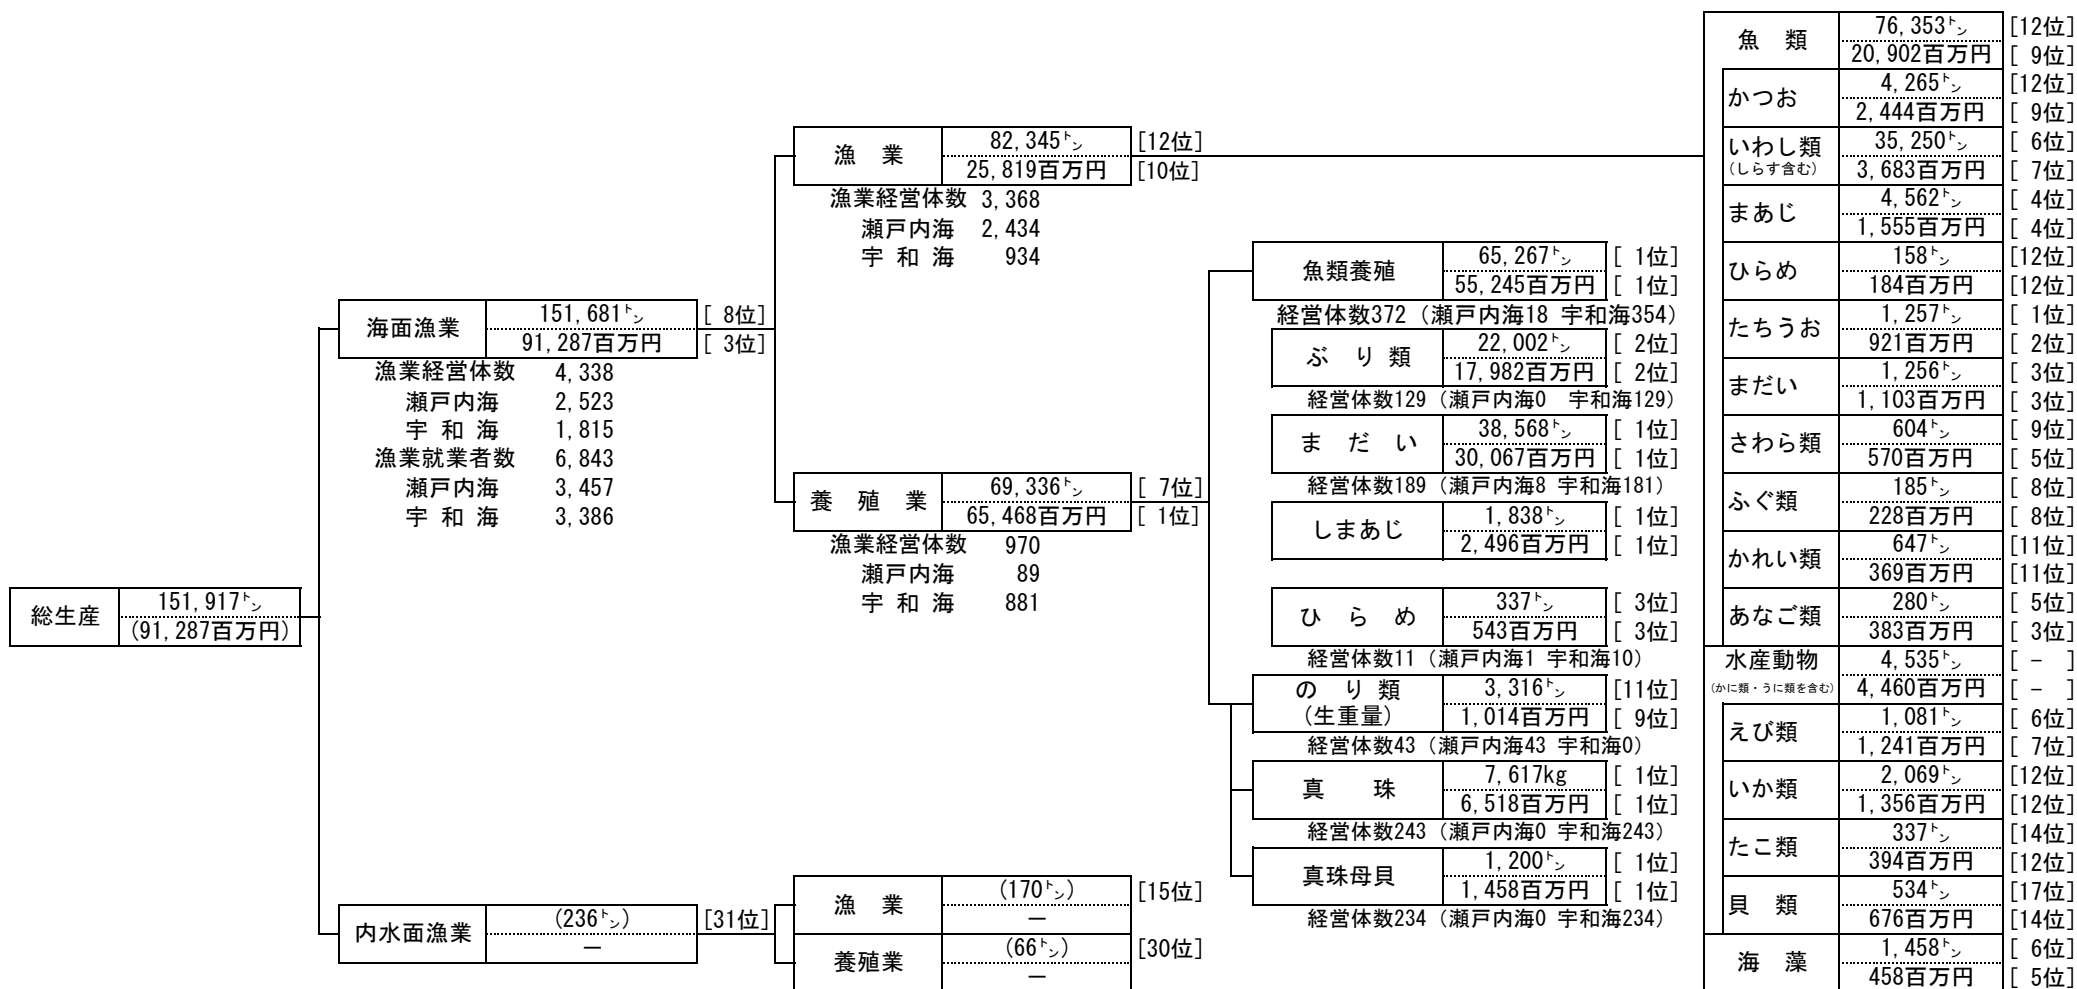 総生産
151,917トン
(91,287百万円)
海面漁業
151,681トン [ 8位]
91,287百万円 [ 3位]
漁業経営体数 4,338
瀬戸内海 2,523
宇和海 1,815
漁業就業者数 6,843
瀬戸内海 3,457
宇和海 3,386
内水面漁業
(236トン) [31位]
－
漁業
82,345トン [12位]
25,819百万円 [10位]
漁業経営体数 3,368
瀬戸内海 2,434
宇和海 934
養殖業
69,336トン [ 7位]
65,468百万円 [ 1位]
漁業経営体数 970
瀬戸内海 89
宇和海 881
漁業
(170トン) [15位]
－
養殖業
(66トン) [30位]
－
魚類養殖
65,267トン [ 1位]
55,245百万円 [ 1位]
経営体数372（瀬戸内海18 宇和海354）
ぶり類
22,002トン [ 2位]
17,982百万円 [ 2位]
経営体数129（瀬戸内海0 宇和海129）
まだい
38,568トン [ 1位]
30,067百万円 [ 1位]
経営体数189（瀬戸内海8 宇和海181）
しまあじ
1,838トン [ 1位]
2,496百万円 [ 1位]
ひらめ
337トン [ 3位]
543百万円 [ 3位]
経営体数11（瀬戸内海1 宇和海10）
のり類
(生重量)
3,316トン [11位]
1,014百万円 [ 9位]
経営体数43（瀬戸内海43 宇和海0）
真珠
7,617kg [ 1位]
6,518百万円 [ 1位]
経営体数243（瀬戸内海0 宇和海243）
真珠母貝
1,200トン [ 1位]
1,458百万円 [ 1位]
経営体数234（瀬戸内海0 宇和海234）
魚類
76,353トン [12位]
20,902百万円 [ 9位]
かつお
4,265トン [12位]
2,444百万円 [ 9位]
いわし類
(しらす含む)
35,250トン [ 6位]
3,683百万円 [ 7位]
まあじ
4,562トン [ 4位]
1,555百万円 [ 4位]
ひらめ
158トン [12位]
184百万円 [12位]
たちうお
1,257トン [ 1位]
921百万円 [ 2位]
まだい
1,256トン [ 3位]
1,103百万円 [ 3位]
さわら類
604トン [ 9位]
570百万円 [ 5位]
ふぐ類
185トン [ 8位]
228百万円 [ 8位]
かれい類
647トン [11位]
369百万円 [11位]
あなご類
280トン [ 5位]
383百万円 [ 3位]
水産動物
(かに類・うに類を含む)
4,535トン [ － ]
4,460百万円 [ － ]
えび類
1,081トン [ 6位]
1,241百万円 [ 7位]
いか類
2,069トン [12位]
1,356百万円 [12位]
たこ類
337トン [14位]
394百万円 [12位]
貝類
534トン [17位]
676百万円 [14位]
海藻
1,458トン [ 6位]
458百万円 [ 5位]